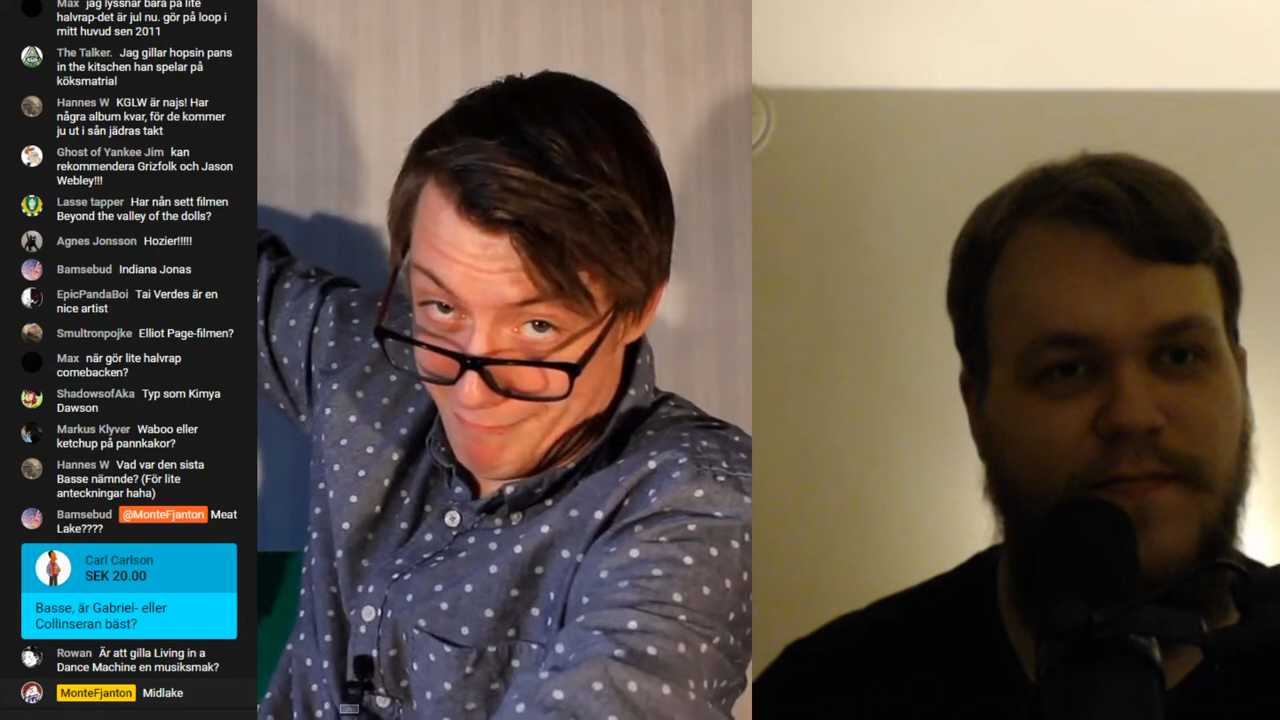 Max jag lyssnar bara på lite
halvrap-det är jul nu. gör på loop i
mitt huvud sen 2011
The Talker. Jag gillar hopsin pans
in the kitschen han spelar på
köksmatrial
Hannes W KGLW är najs! Har
några album kvar, för de kommer
ju ut i sån jädras takt
Ghost of Yankee Jim kan
rekommendera Grizfolk och Jason
Webley!!!
Lasse tapper Har nån sett filmen
Beyond the valley of the dolls?
Agnes Jonsson Hozier!!!!!
Bamsebud Indiana Jonas
EpicPandaBoi Tai Verdes är en
nice artist
Smultronpojke Elliot Page-filmen?
Max när gör lite halvrap
comebacken?
ShadowsofAka Typ som Kimya
Dawson
Markus Klyver Waboo eller
ketchup på pannkakor?
Hannes W Vad var den sista
Basse nämnde? (För lite
anteckningar haha)
Bamsebud @MonteFjanton Meat
Lake????
Carl Carlson
SEK 20.00
Basse, är Gabriel- eller
Collinseran bäst?
Rowan Är att gilla Living in a
Dance Machine en musiksmak?
MonteFjanton Midlake